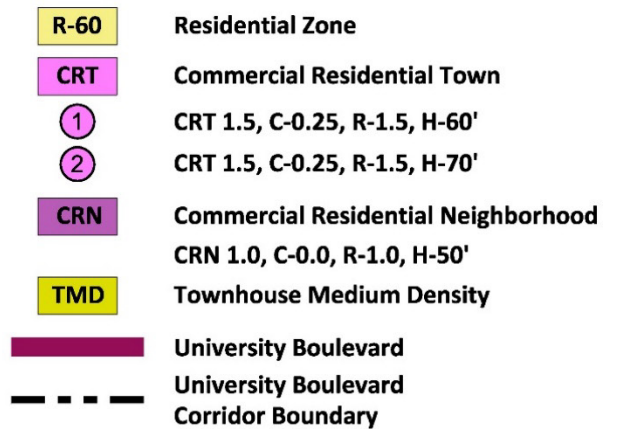 R-60 Residential Zone
CRT Commercial Residential Town
1 CRT 1.5, C-0.25, R-1.5, H-60'
2 CRT 1.5, C-0.25, R-1.5, H-70'
CRN Commercial Residential Neighborhood
CRN 1.0, C-0.0, R-1.0, H-50'
TMD Townhouse Medium Density
University Boulevard
University Boulevard
Corridor Boundary